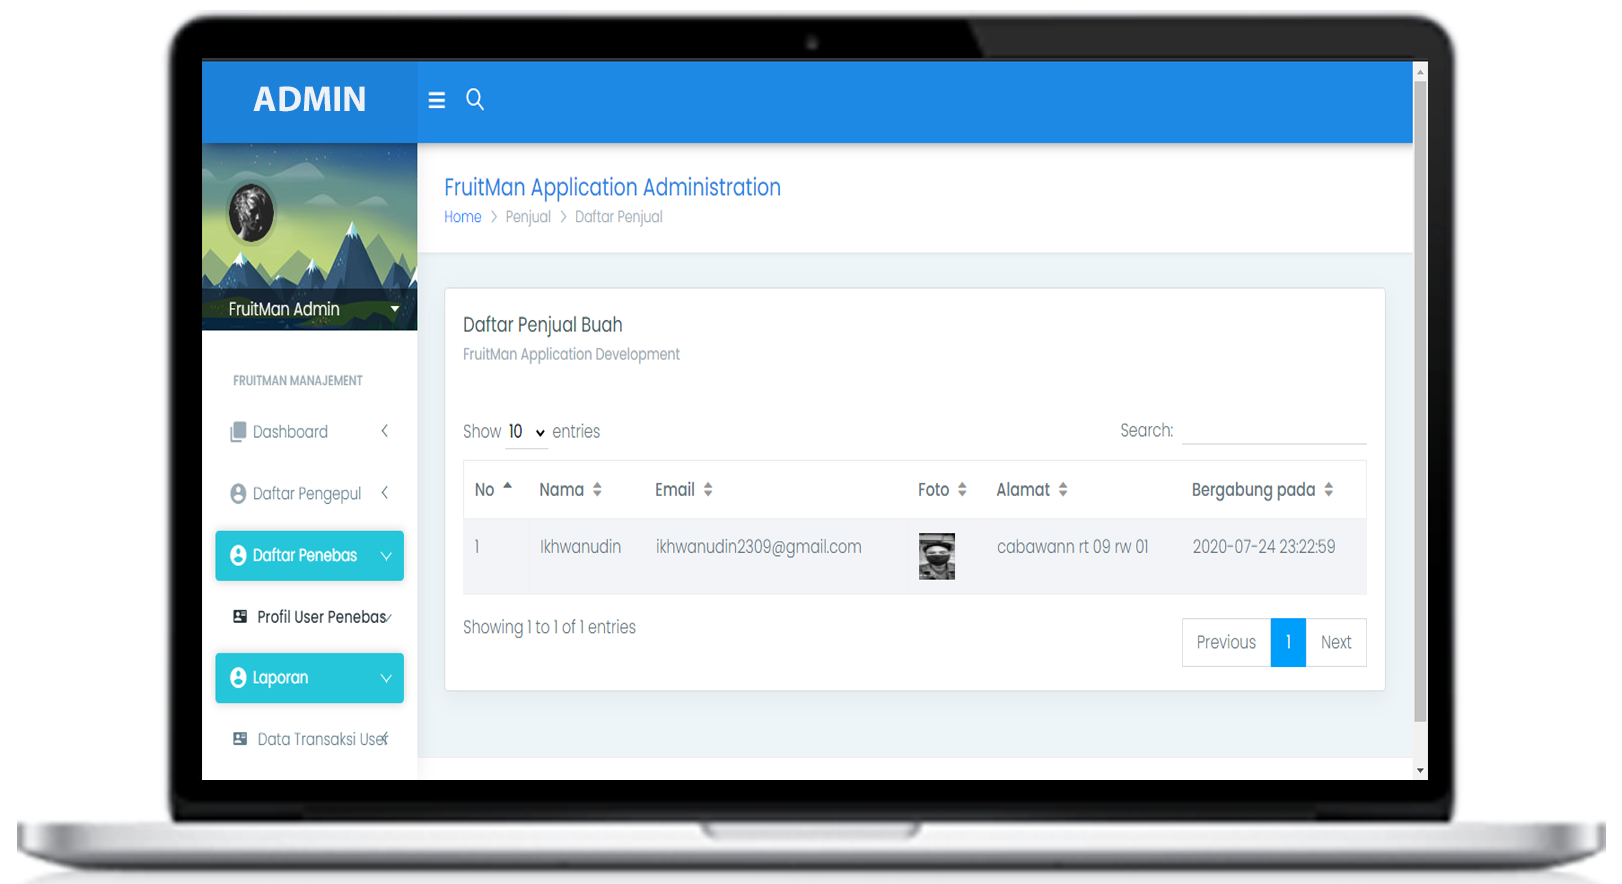 ADMIN
FruitMan Admin
FRUITMAN MANAJEMENT
Dashboard
Daftar Pengepul
Daftar Penebas
Profil User Penebas
Laporan
Data Transaksi User
FruitMan Application Administration
Home > Penjual > Daftar Penjual
Daftar Penjual Buah
FruitMan Application Development
Show 10 entries
Search:
No Nama Email Foto Alamat Bergabung pada
1 Ikhwanudin ikhwanudin2309@gmail.com cabawann rt 09 rw 01 2020-07-24 23:22:59
Showing 1 to 1 of 1 entries
Previous 1 Next